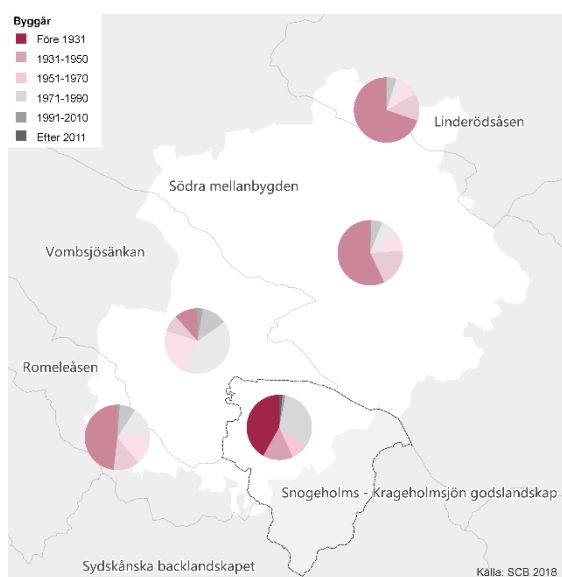 Byggår
Före 1931
1931-1950
1951-1970
1971-1990
1991-2010
Efter 2011
Linderödsåsen
Södra mellanbygden
Vombsjösänkan
Romeleåsen
Snogeholms - Krageholmsjön godslandskap
Sydskånska backlandskapet
Källa: SCB 2018